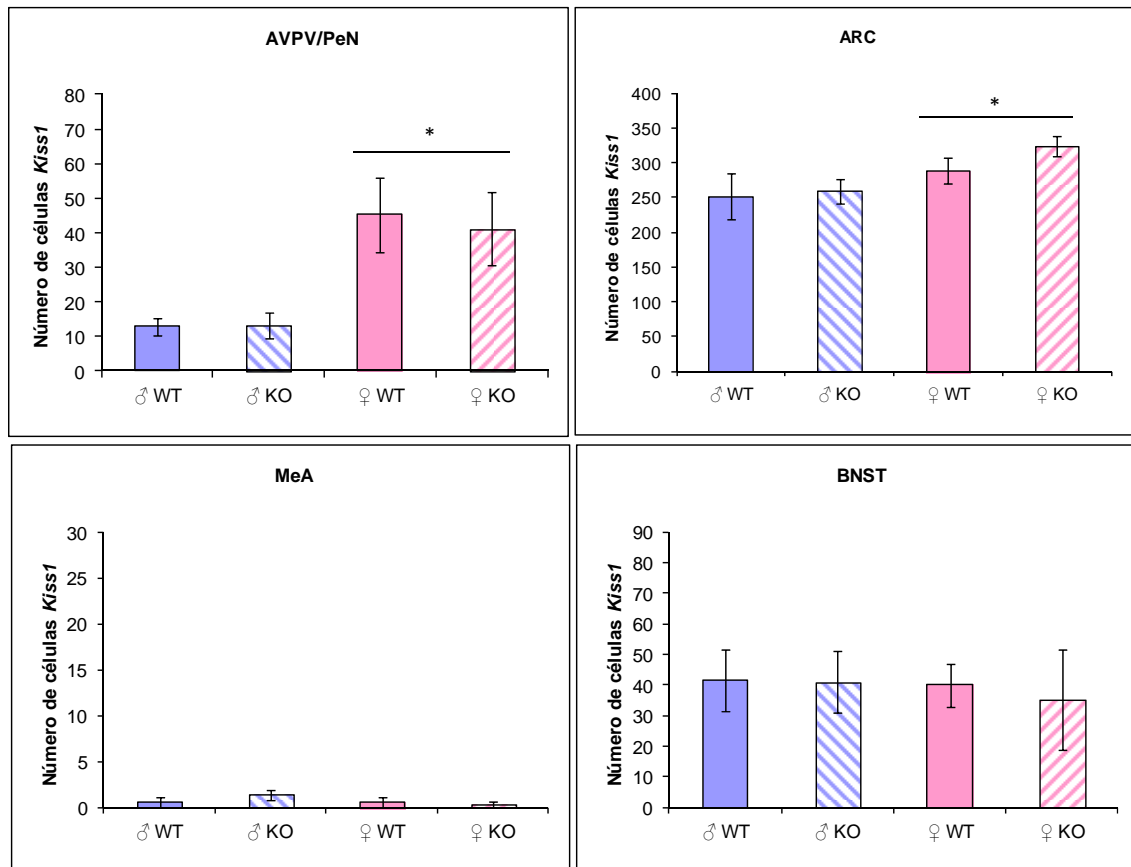 AVPV/PeN
Número de células Kiss1
80
70
60
50
40
30
20
10
0
*
♂ WT
♂ KO
♀ WT
♀ KO
ARC
Número de células Kiss1
400
350
300
250
200
150
100
50
0
*
♂ WT
♂ KO
♀ WT
♀ KO
MeA
Número de células Kiss1
30
25
20
15
10
5
0
♂ WT
♂ KO
♀ WT
♀ KO
BNST
Número de células Kiss1
90
80
70
60
50
40
30
20
10
0
♂ WT
♂ KO
♀ WT
♀ KO